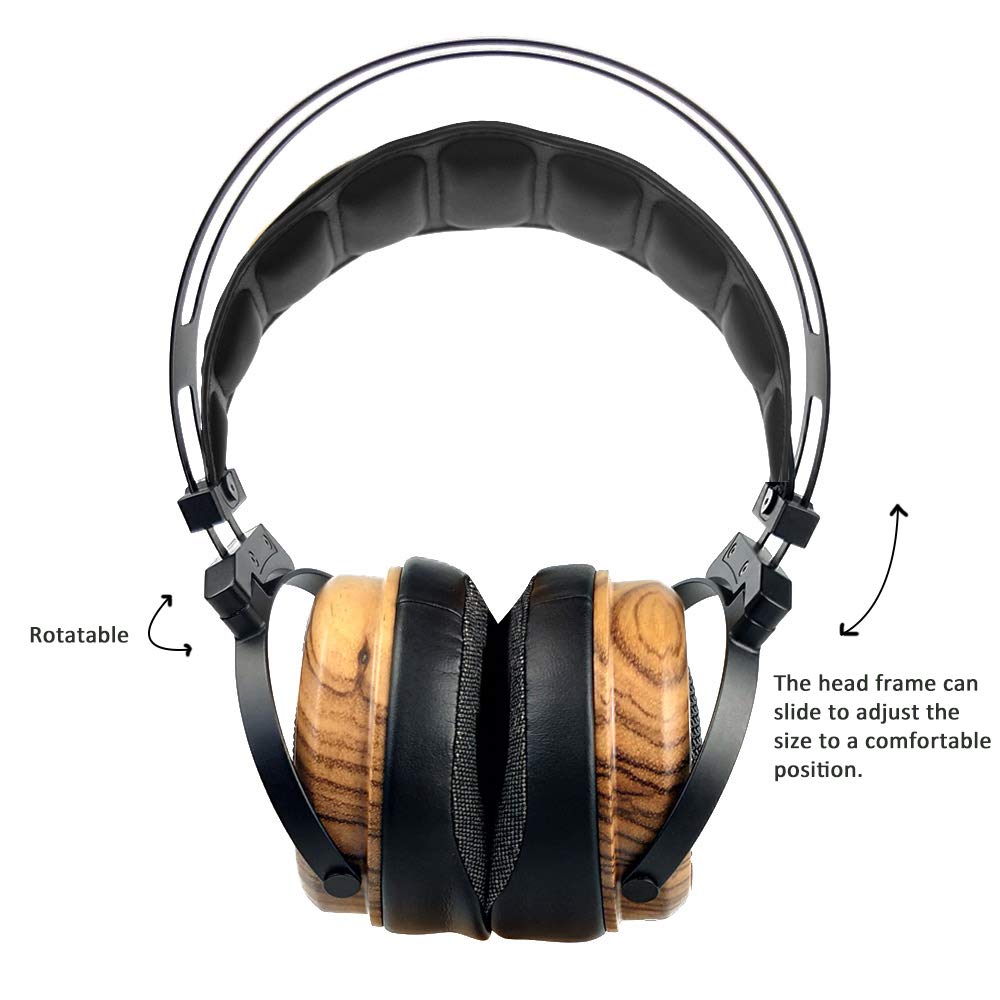 Rotatable
The head frame can
slide to adjust the
size to a comfortable
position.